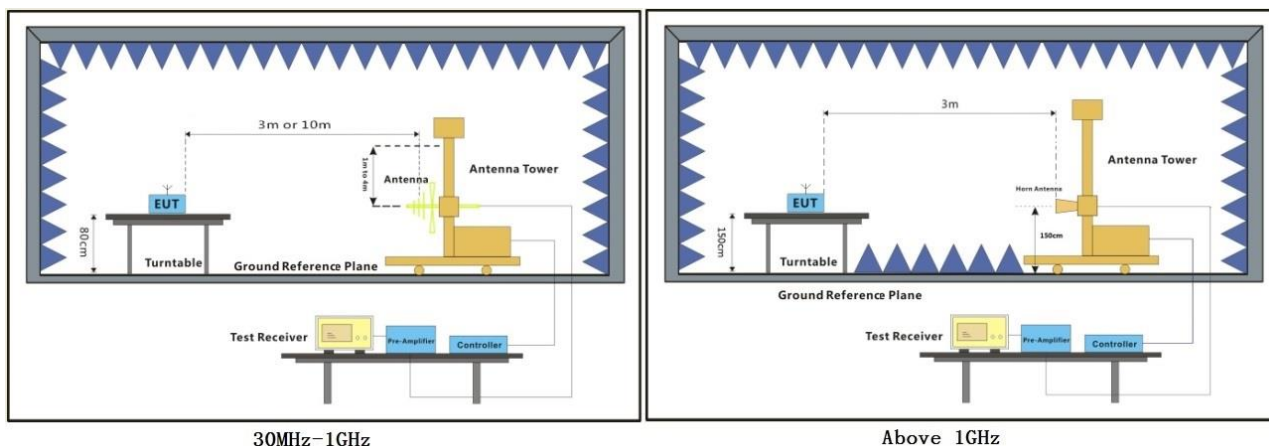 3m or 10m
1m to 4m
Antenna
Antenna Tower
EUT
80cm
Turntable
Ground Reference Plane
Test Receiver
Pre-Amplifier
Controller
30MHz-1GHz
3m
Antenna Tower
Horn Antenna
EUT
150cm
150cm
Turntable
Ground Reference Plane
Test Receiver
Pre-Amplifier
Controller
Above 1GHz